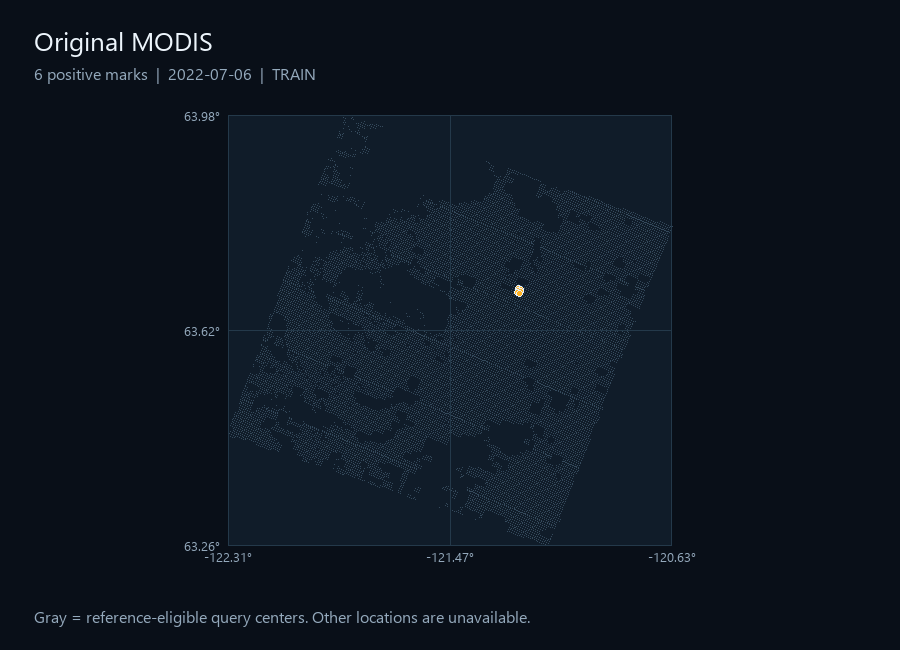 Original MODIS
6 positive marks | 2022-07-06 | TRAIN
63.98°
63.62°
63.26°
-122.31°
-121.47°
-120.63°
Gray = reference-eligible query centers. Other locations are unavailable.